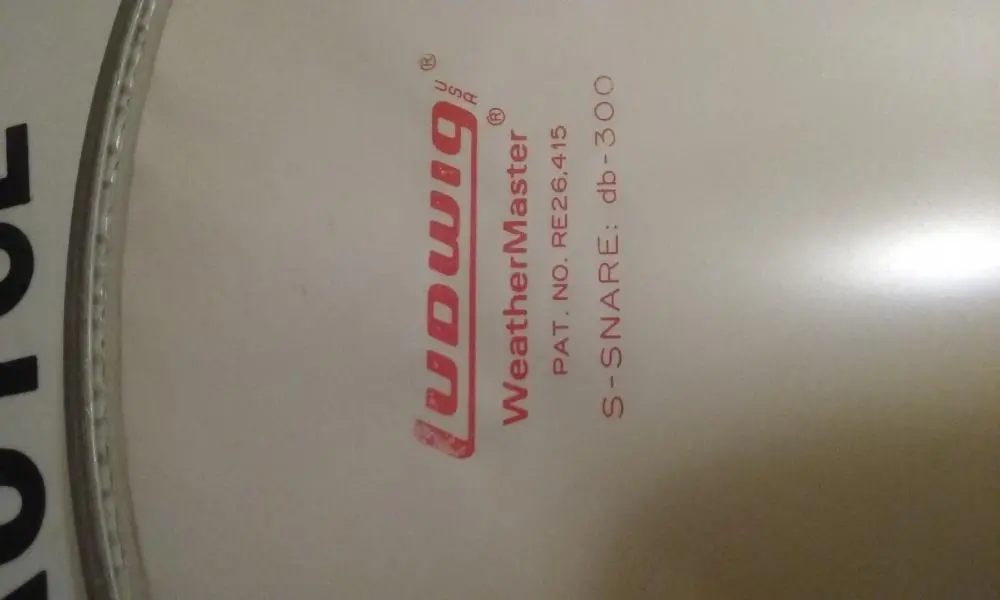 LUDWIG USA ®
WeatherMaster ®
PAT. NO. RE26,415
S-SNARE: db-300